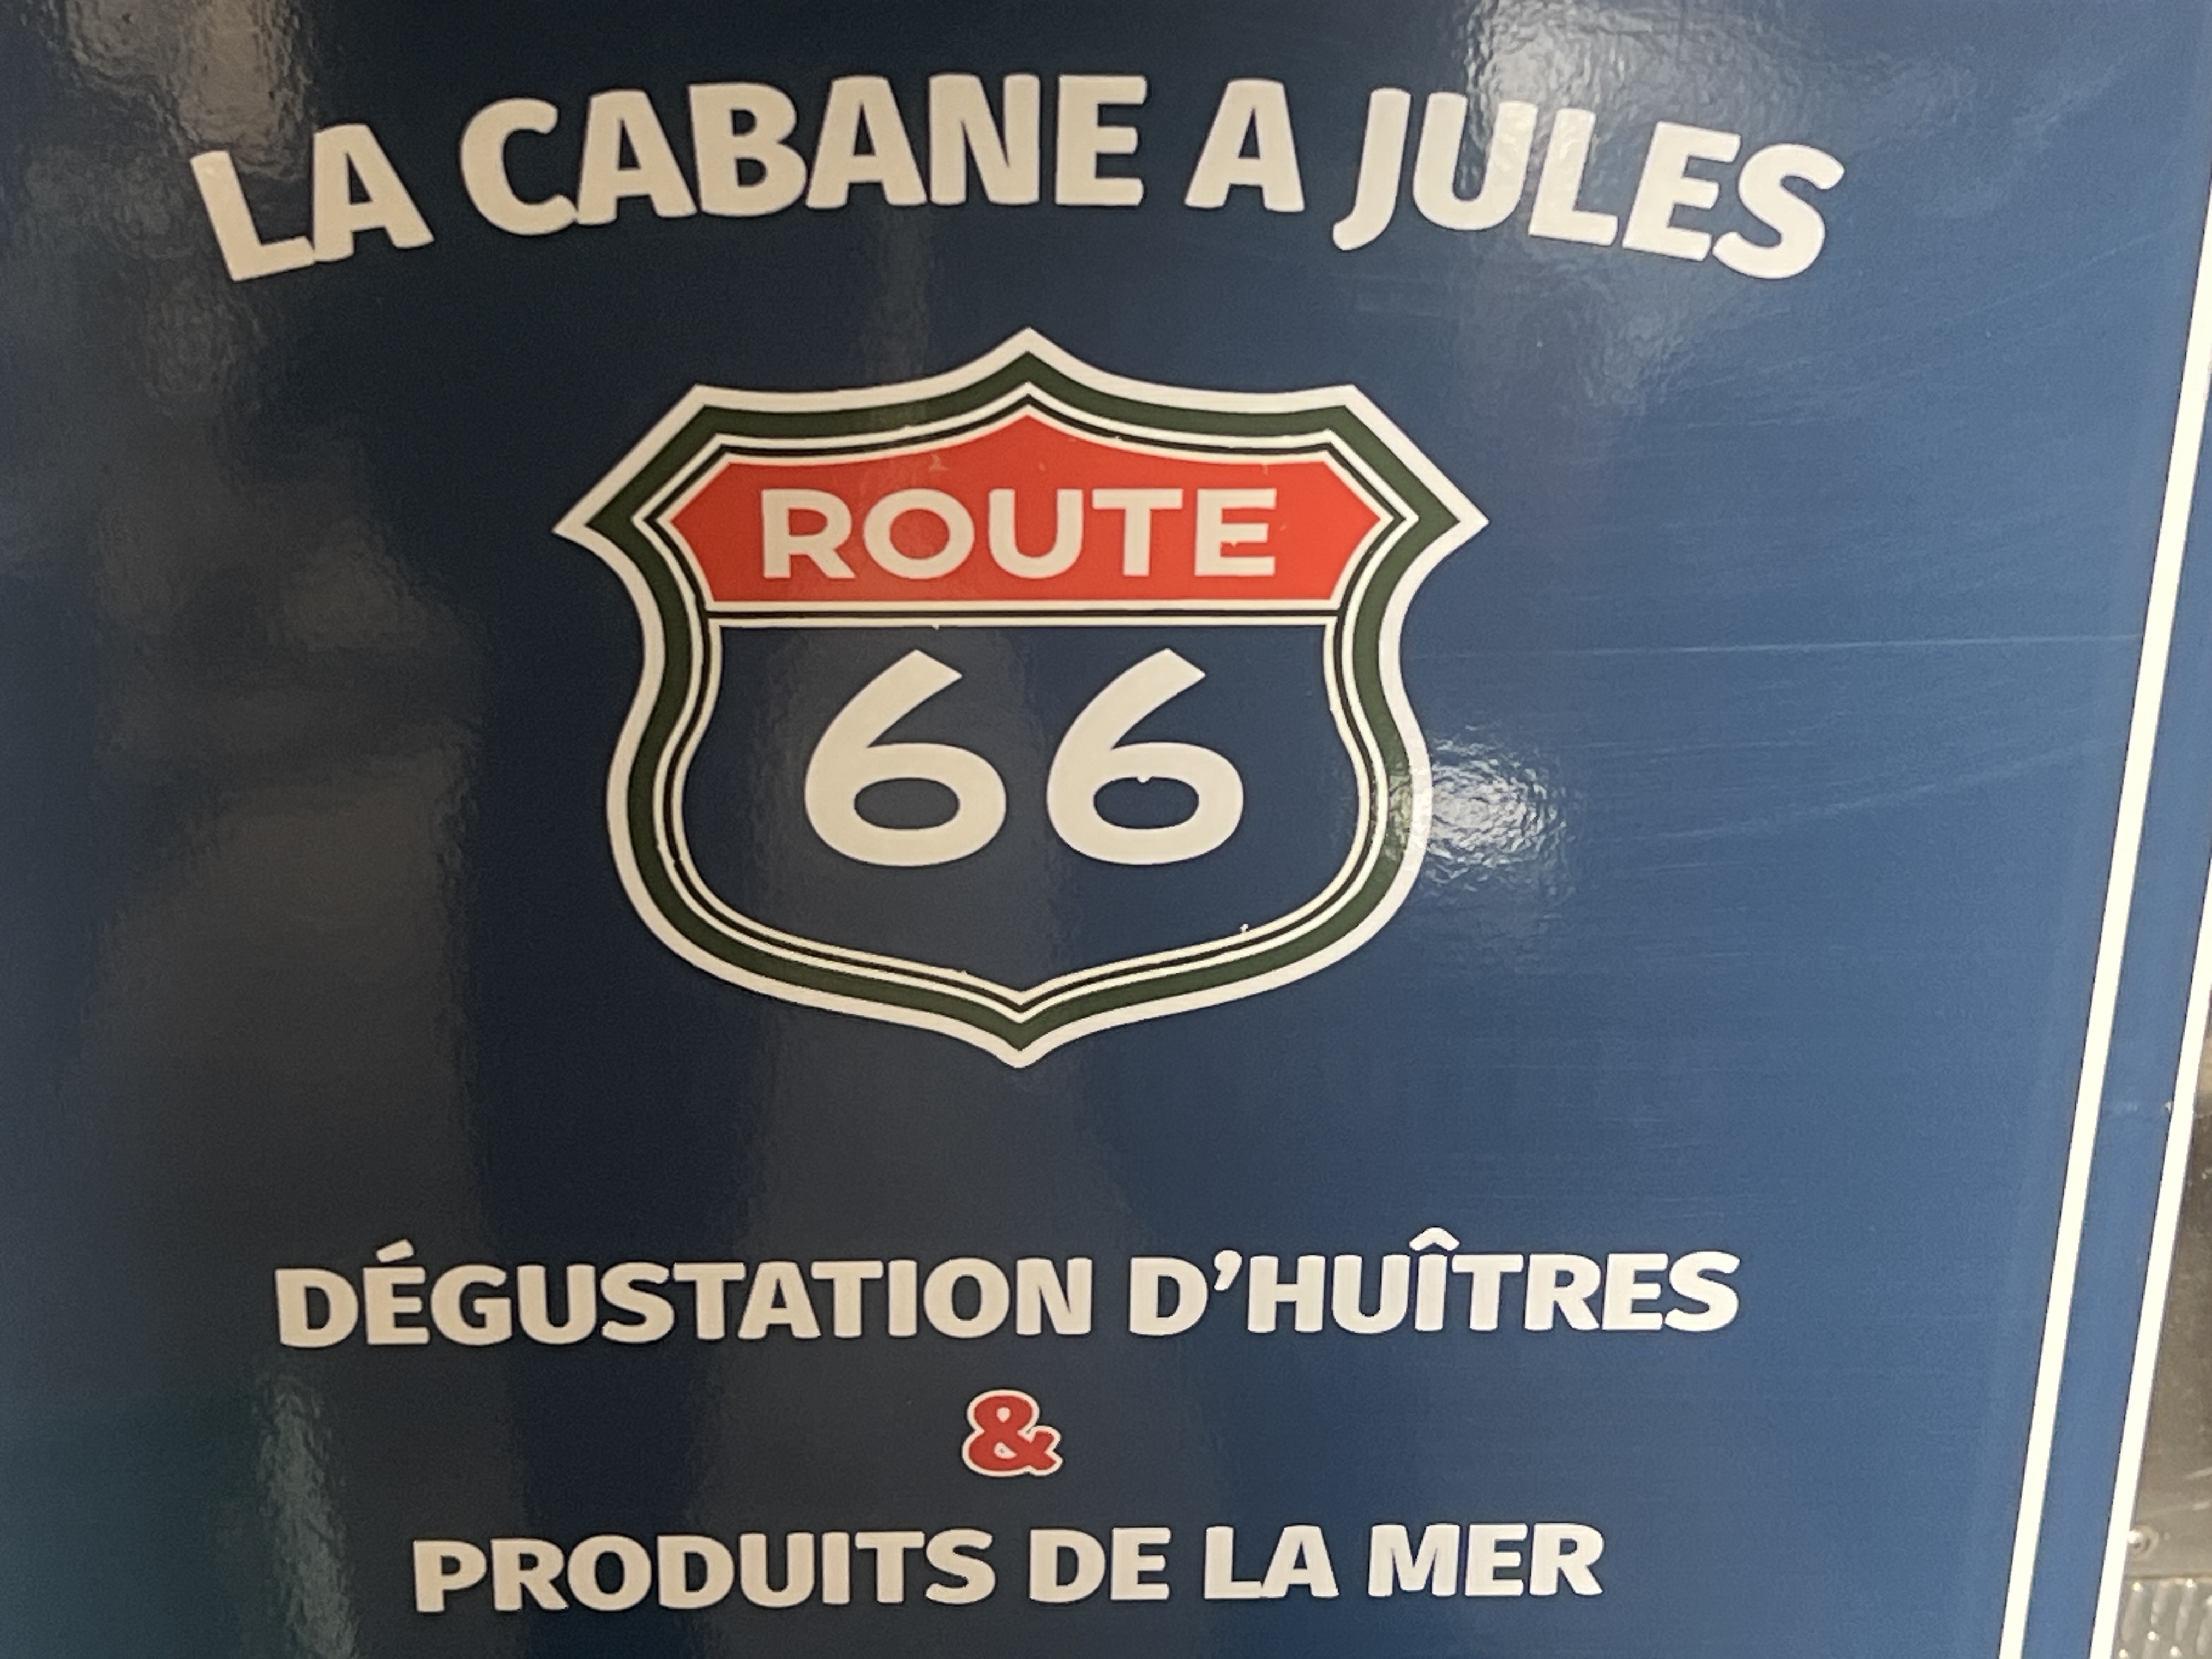 LA CABANE A JULES
ROUTE
66
DÉGUSTATION D'HUÎTRES
&
PRODUITS DE LA MER